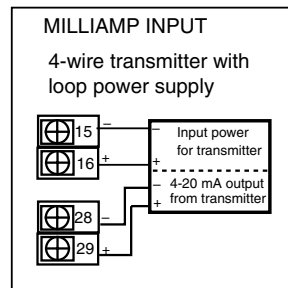 MILLIAMP INPUT
4-wire transmitter with
loop power supply
15 – – Input power
for transmitter
16 + +
28 – – 4-20 mA output
from transmitter
29 + +